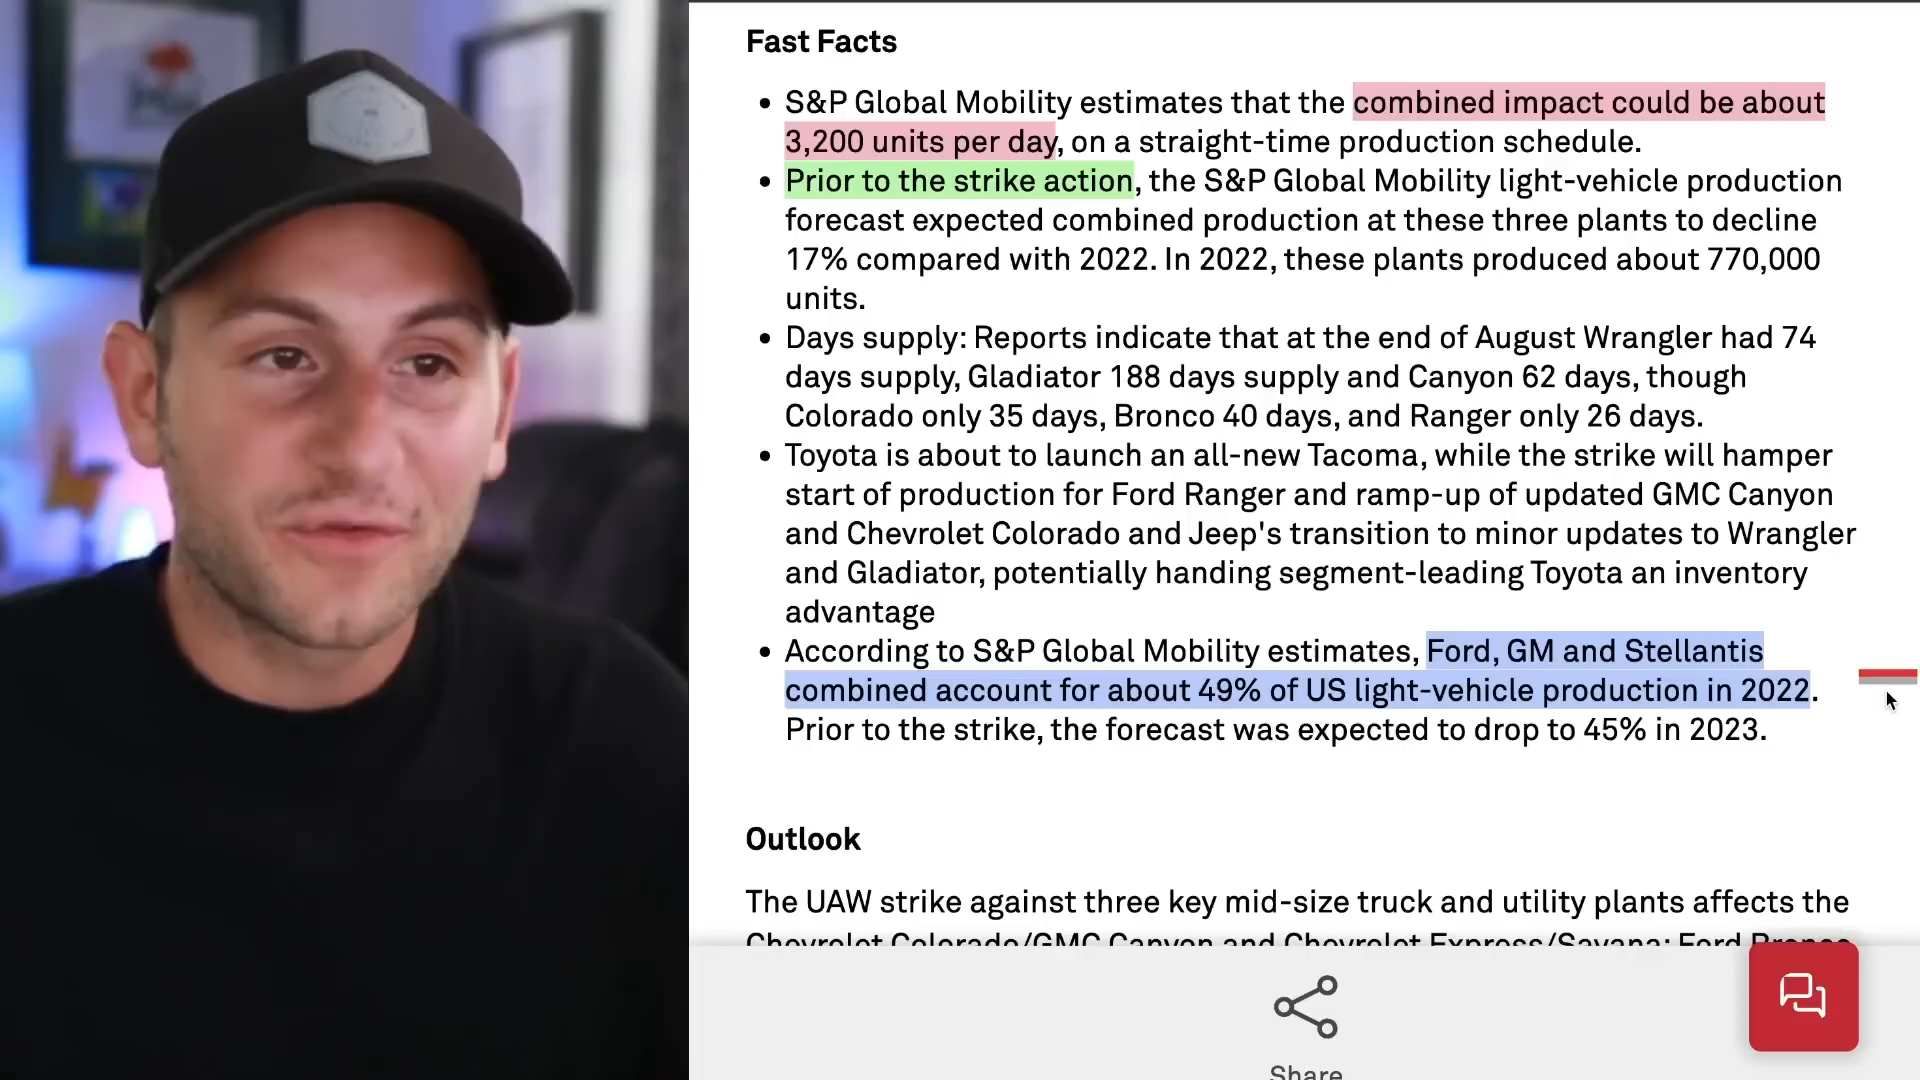 Fast Facts
• S&P Global Mobility estimates that the combined impact could be about
3,200 units per day, on a straight-time production schedule.
• Prior to the strike action, the S&P Global Mobility light-vehicle production
forecast expected combined production at these three plants to decline
17% compared with 2022. In 2022, these plants produced about 770,000
units.
• Days supply: Reports indicate that at the end of August Wrangler had 74
days supply, Gladiator 188 days supply and Canyon 62 days, though
Colorado only 35 days, Bronco 40 days, and Ranger only 26 days.
• Toyota is about to launch an all-new Tacoma, while the strike will hamper
start of production for Ford Ranger and ramp-up of updated GMC Canyon
and Chevrolet Colorado and Jeep's transition to minor updates to Wrangler
and Gladiator, potentially handing segment-leading Toyota an inventory
advantage
• According to S&P Global Mobility estimates, Ford, GM and Stellantis
combined account for about 49% of US light-vehicle production in 2022.
Prior to the strike, the forecast was expected to drop to 45% in 2023.
Outlook
The UAW strike against three key mid-size truck and utility plants affects the
Chevrolet Colorado/GMC Canyon and Chevrolet Express/Savana; Ford Bronco
Share